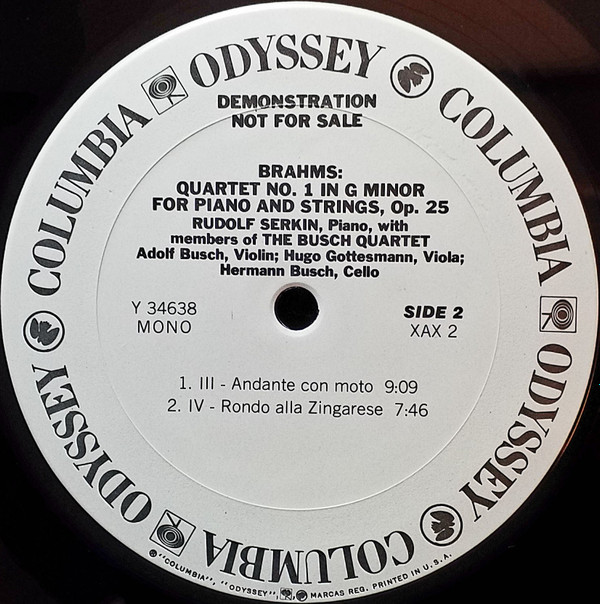 ODYSSEY
COLUMBIA
ODYSSEY
COLUMBIA
ODYSSEY
COLUMBIA
DEMONSTRATION
NOT FOR SALE
BRAHMS:
QUARTET NO. 1 IN G MINOR
FOR PIANO AND STRINGS, Op. 25
RUDOLF SERKIN, Piano, with
members of THE BUSCH QUARTET
Adolf Busch, Violin; Hugo Gottesmann, Viola;
Hermann Busch, Cello
Y 34638
MONO
SIDE 2
XAX 2
1. III - Andante con moto 9:09
2. IV - Rondo alla Zingarese 7:46
® "COLUMBIA", "ODYSSEY", MARCAS REG. PRINTED IN U.S.A.